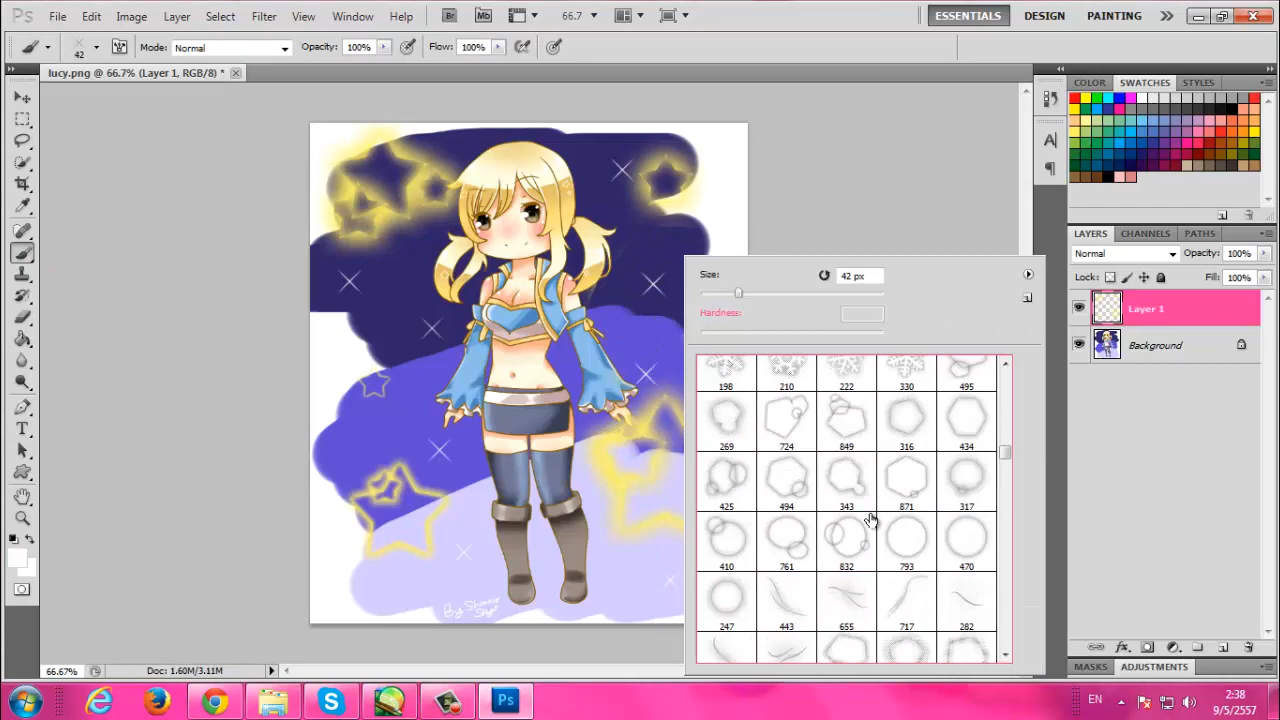 Ps File Edit Image Layer Select Filter View Window Help Br Mb 66.7 ESSENTIALS DESIGN PAINTING
42 Mode: Normal Opacity: 100% Flow: 100%
lucy.png @ 66.7% (Layer 1, RGB/8) *
COLOR SWATCHES STYLES
LAYERS CHANNELS PATHS
Normal Opacity: 100%
Lock: Fill: 100%
Layer 1
Background
Size: 42 px
Hardness:
198 210 222 330 495
269 724 849 316 434
425 494 343 871 317
410 761 832 793 470
247 443 655 717 282
By Shinnie
66.67% Doc: 1.60M/3.11M
MASKS ADJUSTMENTS
Ps EN 2:38
9/5/2557